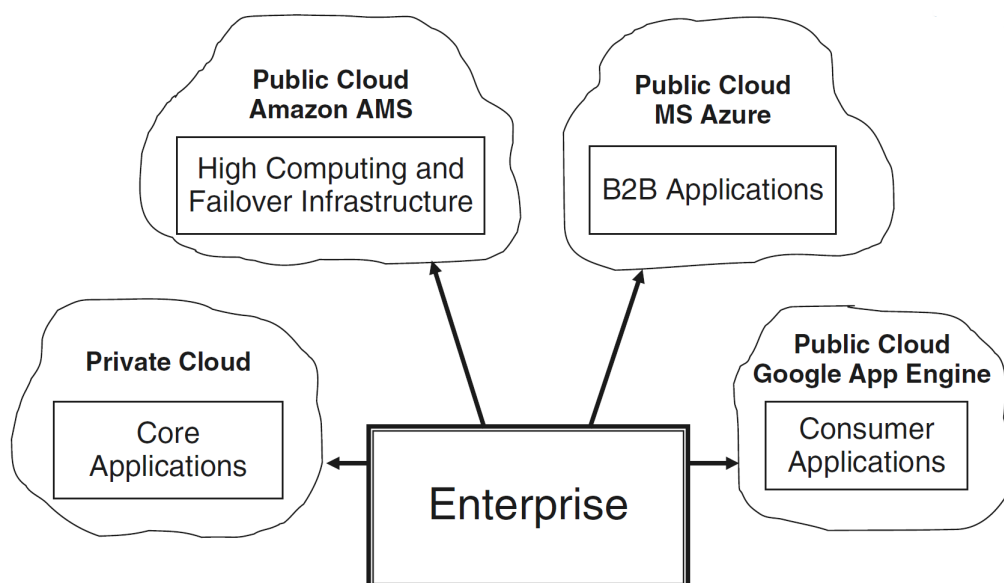 Public Cloud
Amazon AMS
High Computing and
Failover Infrastructure
Public Cloud
MS Azure
B2B Applications
Private Cloud
Core
Applications
Public Cloud
Google App Engine
Consumer
Applications
Enterprise